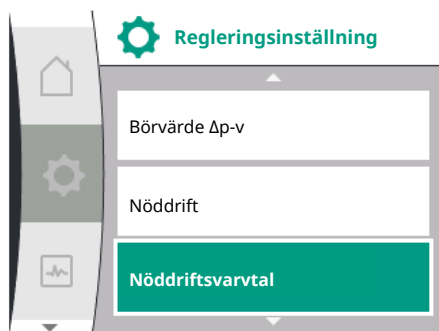 Regleringsinställning
Börvärde Δp-v
Nöddrift
Nöddriftsvarvtal